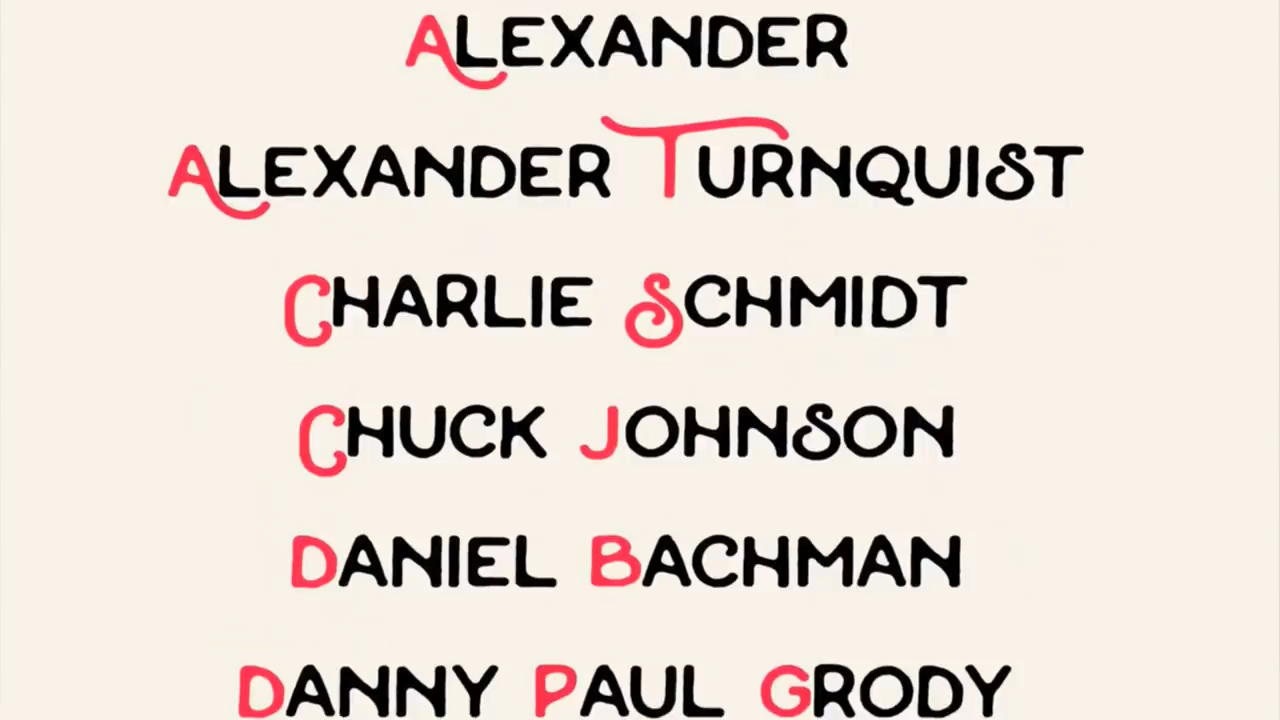 ALEXANDER
ALEXANDER TURNQUIST
CHARLIE SCHMIDT
CHUCK JOHNSON
DANIEL BACHMAN
DANNY PAUL GRODY